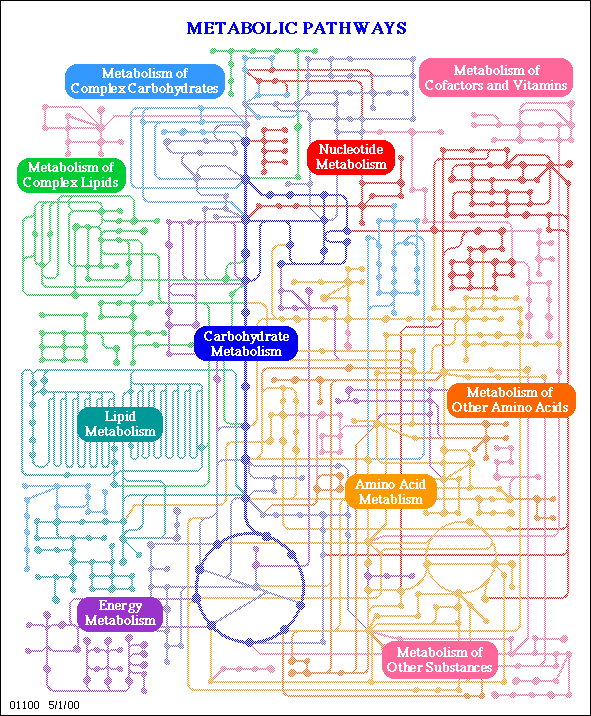 METABOLIC PATHWAYS
Metabolism of
Complex Carbohydrates
Metabolism of
Cofactors and Vitamins
Nucleotide
Metabolism
Metabolism of
Complex Lipids
Carbohydrate
Metabolism
Metabolism of
Other Amino Acids
Lipid
Metabolism
Amino Acid
Metablism
Energy
Metabolism
Metabolism of
Other Substances
01100 5/1/00